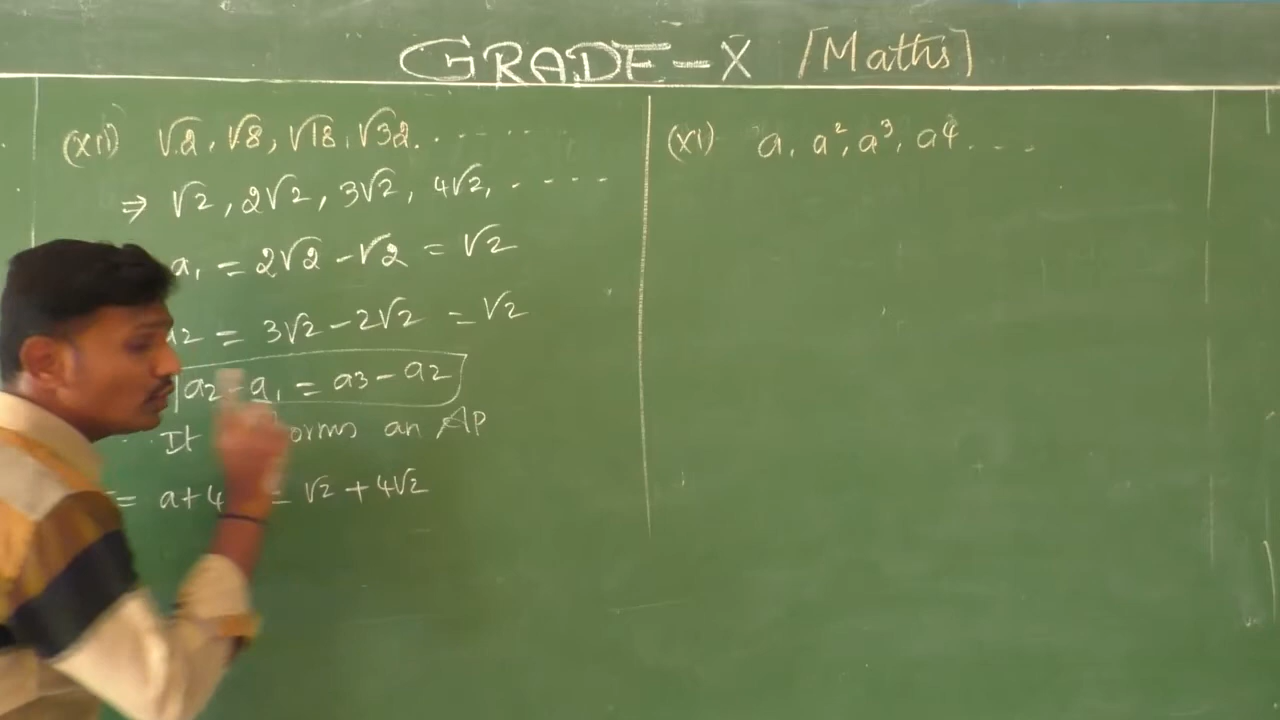 GRADE-X [Maths]
(xii) √2, √8, √18, √32. ......
⇒ √2, 2√2, 3√2, 4√2, .....
a₁ = 2√2 - √2 = √2
a₂ = 3√2 - 2√2 = √2
a₂ - a₁ = a₃ - a₂
It forms an AP
= a+4 = √2 + 4√2
(xi) a, a², a³, a⁴ ....